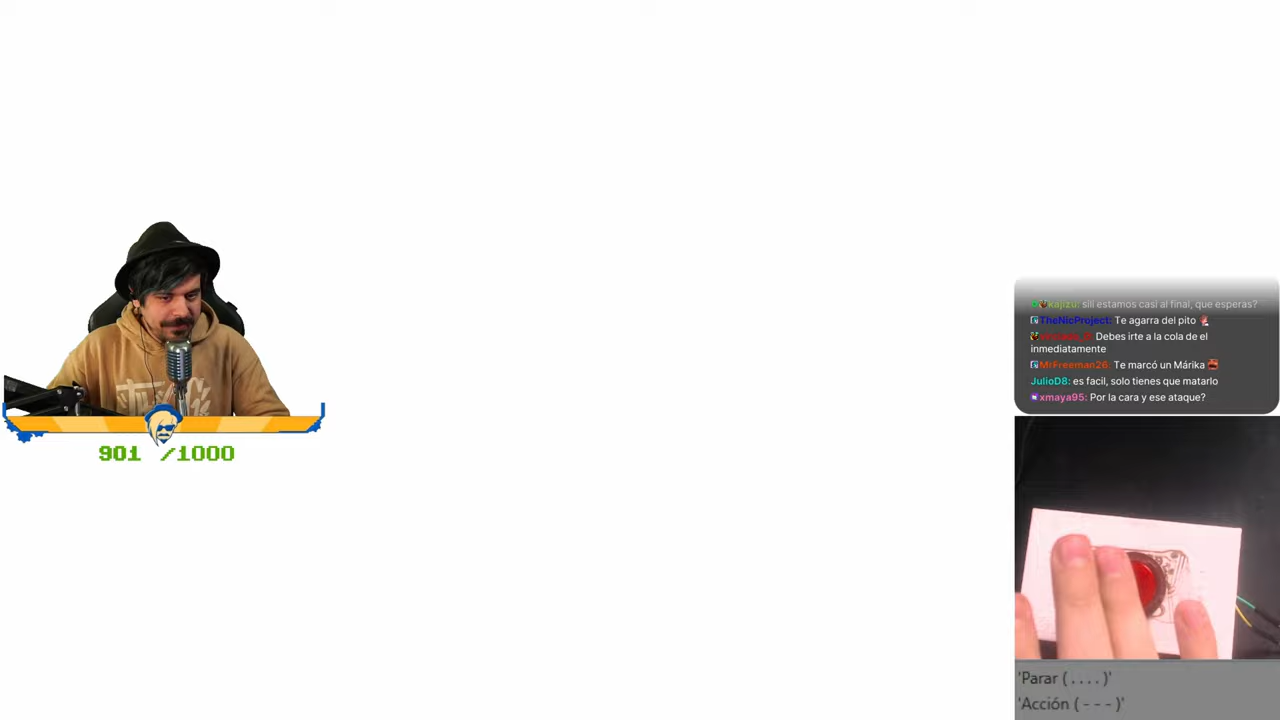 kajizu: siii estamos casi al final, que esperas?
TheNicProject: Te agarra del pito
Debes irte a la cola de el
inmediatamente
MrFreeman26: Te marcó un Márika
JulioD8: es facil, solo tienes que matarlo
xmaya95: Por la cara y ese ataque?
901 /1000
'Parar ( . . . . )'
'Acción ( - - - )'